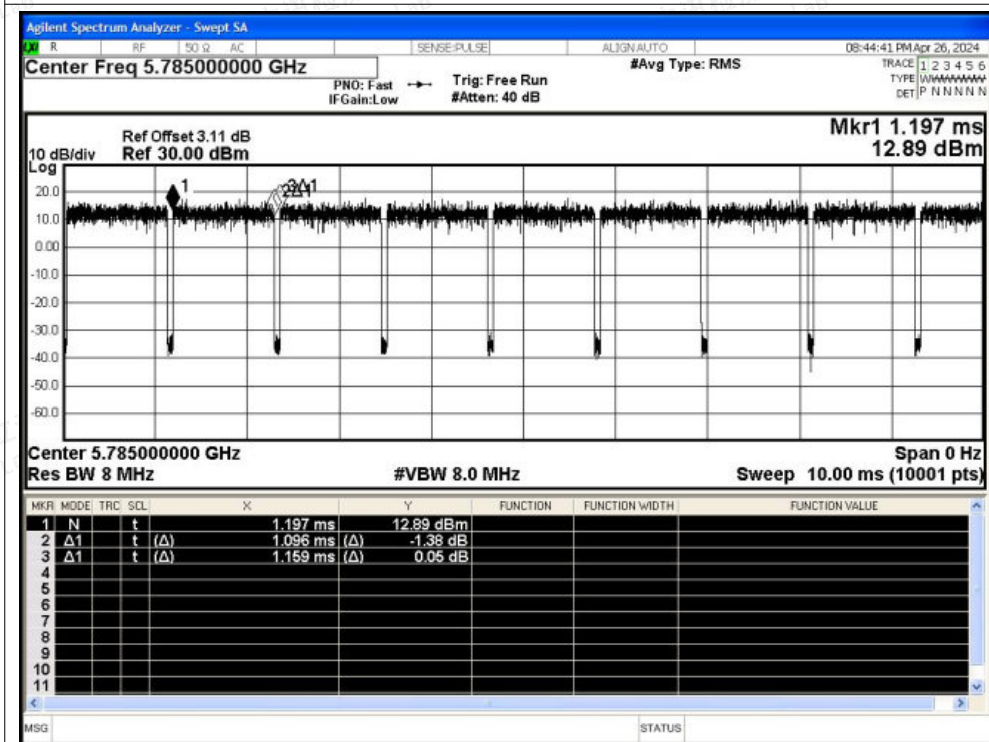 Agilent Spectrum Analyzer - Swept SA
R RF 50 Ω AC SENSE:PULSE ALIGN AUTO 08:44:41 PM Apr 26, 2024
Center Freq 5.785000000 GHz #Avg Type: RMS TRACE 1 2 3 4 5 6
PNO: Fast Trig: Free Run TYPE
IFGain:Low #Atten: 40 dB DET P N N N N N
Mkr1 1.197 ms
Ref Offset 3.11 dB
10 dB/div Ref 30.00 dBm 12.89 dBm
Log
20.0
10.0
0.00
-10.0
-20.0
-30.0
-40.0
-50.0
-60.0
1 2Δ1
Center 5.785000000 GHz Span 0 Hz
Res BW 8 MHz #VBW 8.0 MHz Sweep 10.00 ms (10001 pts)
MKR MODE TRC SCL X Y FUNCTION FUNCTION WIDTH FUNCTION VALUE
1 N t 1.197 ms 12.89 dBm
2 Δ1 t (Δ) 1.096 ms (Δ) -1.38 dB
3 Δ1 t (Δ) 1.159 ms (Δ) 0.05 dB
4
5
6
7
8
9
10
11
MSG STATUS